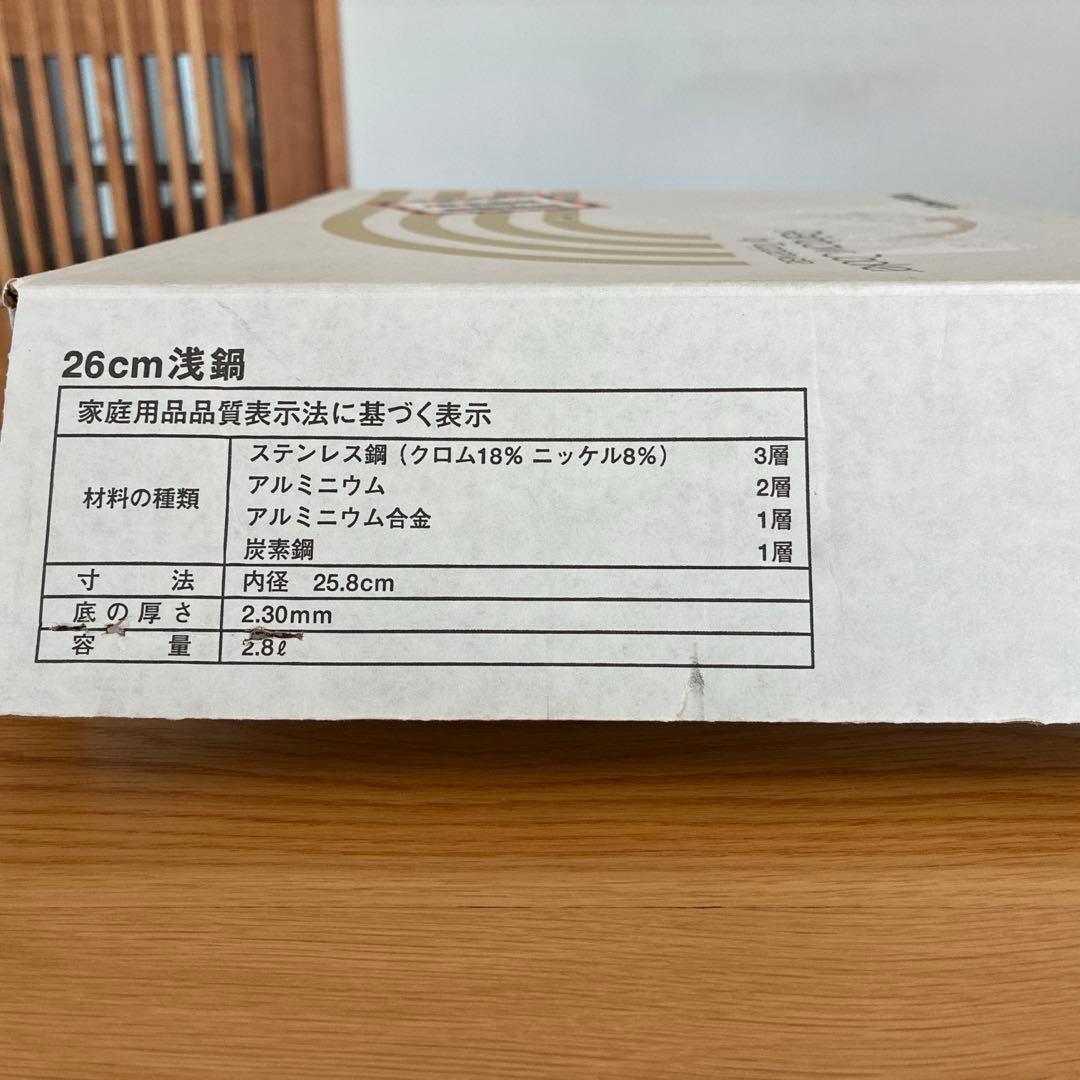 Cooker
26cm浅鍋
家庭用品品質表示法に基づく表示
材料の種類
ステンレス鋼（クロム18% ニッケル8%） 3層
アルミニウム 2層
アルミニウム合金 1層
炭素鋼 1層
寸法 内径 25.8cm
底の厚さ 2.30mm
容量 2.8ℓ